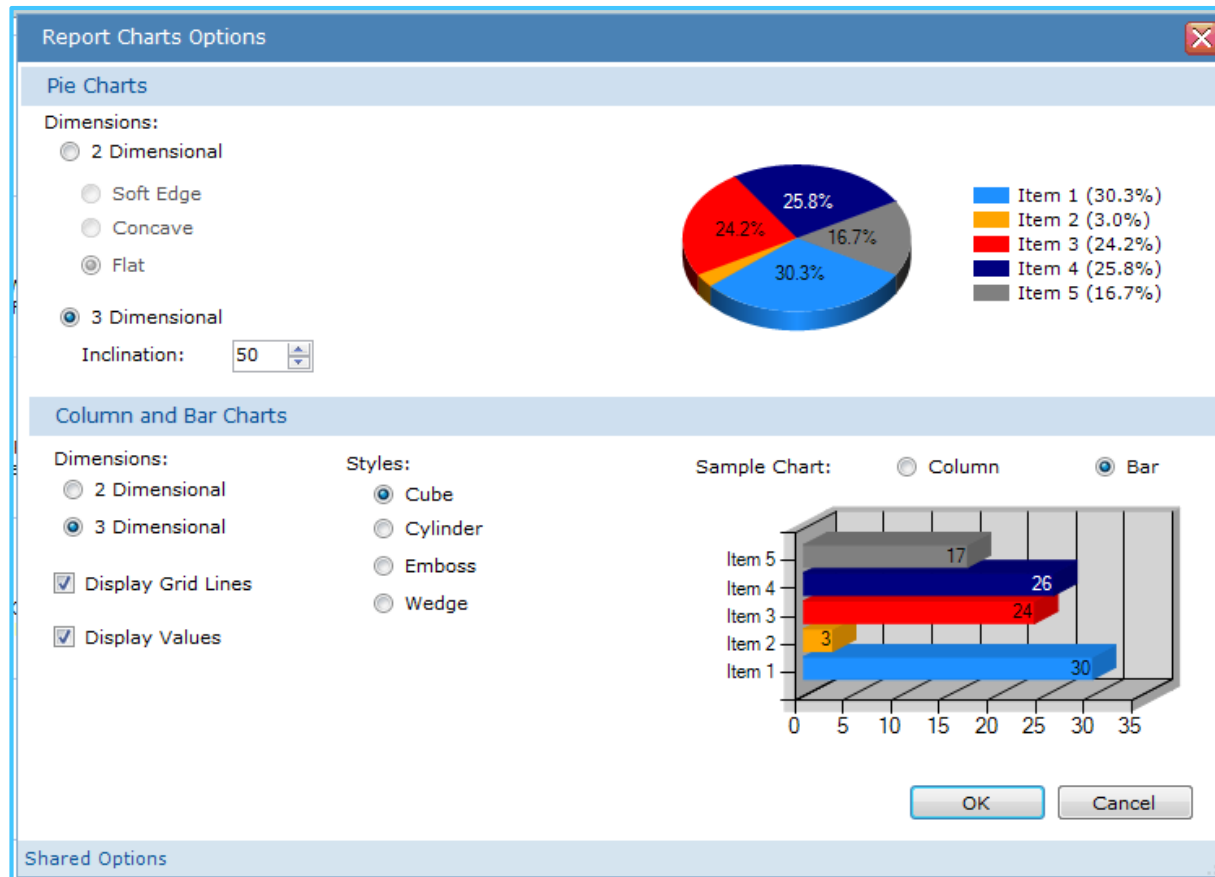 Report Charts Options
Pie Charts
Dimensions:
2 Dimensional
Soft Edge
Concave
Flat
3 Dimensional
Inclination: 50
25.8%
24.2%
16.7%
30.3%
Item 1 (30.3%)
Item 2 (3.0%)
Item 3 (24.2%)
Item 4 (25.8%)
Item 5 (16.7%)
Column and Bar Charts
Dimensions:
2 Dimensional
3 Dimensional
Display Grid Lines
Display Values
Styles:
Cube
Cylinder
Emboss
Wedge
Sample Chart: Column Bar
Item 5 17
Item 4 26
Item 3 24
Item 2 3
Item 1 30
0 5 10 15 20 25 30 35
OK Cancel
Shared Options